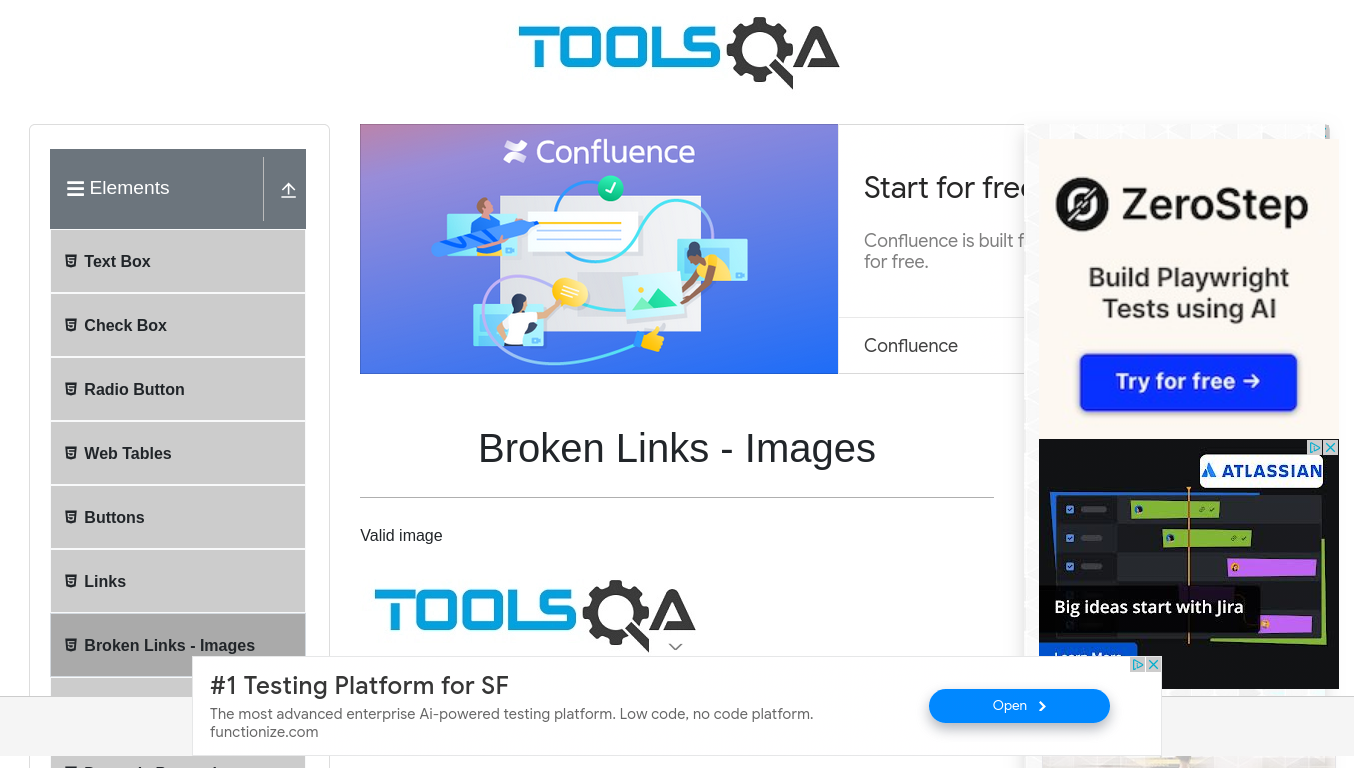 TOOLSQA
Elements
Text Box
Check Box
Radio Button
Web Tables
Buttons
Links
Broken Links - Images
Confluence
Start for free
Confluence is built f
for free.
Confluence
Broken Links - Images
Valid image
TOOLSQA
ZeroStep
Build Playwright
Tests using AI
Try for free →
ATLASSIAN
Big ideas start with Jira
Learn More
#1 Testing Platform for SF
The most advanced enterprise Ai-powered testing platform. Low code, no code platform.
functionize.com
Open